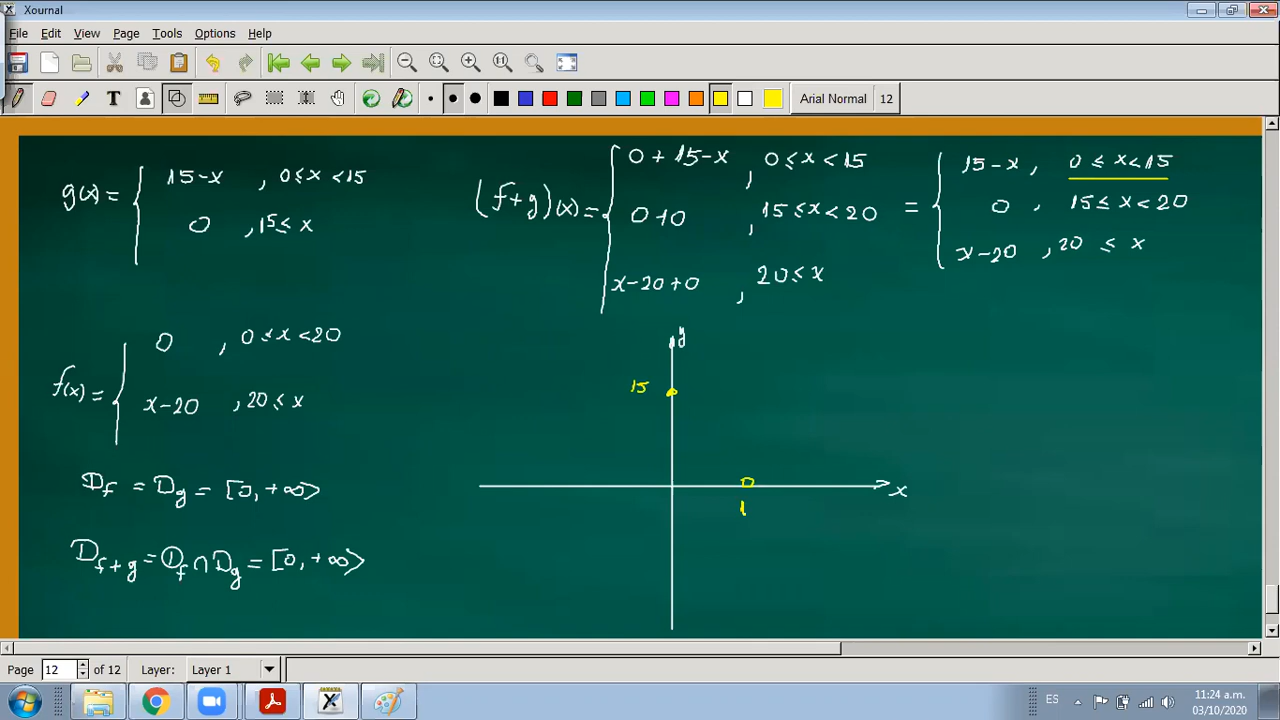 Xournal
File Edit View Page Tools Options Help
Arial Normal 12
g(x) = 15-x , 0≤x<15
0 , 15≤x
(f+g)(x) = 0+15-x , 0≤x<15
0+0 , 15≤x<20
x-20+0 , 20≤x
= 15-x , 0≤x<15
0 , 15≤x<20
x-20 , 20≤x
f(x) = 0 , 0≤x<20
x-20 , 20≤x
D_f = D_g = [0, +∞>
D_f+g = D_f ∩ D_g = [0, +∞>
y
15
x
1
Page 12 of 12 Layer: Layer 1
ES 11:24 a.m.
03/10/2020